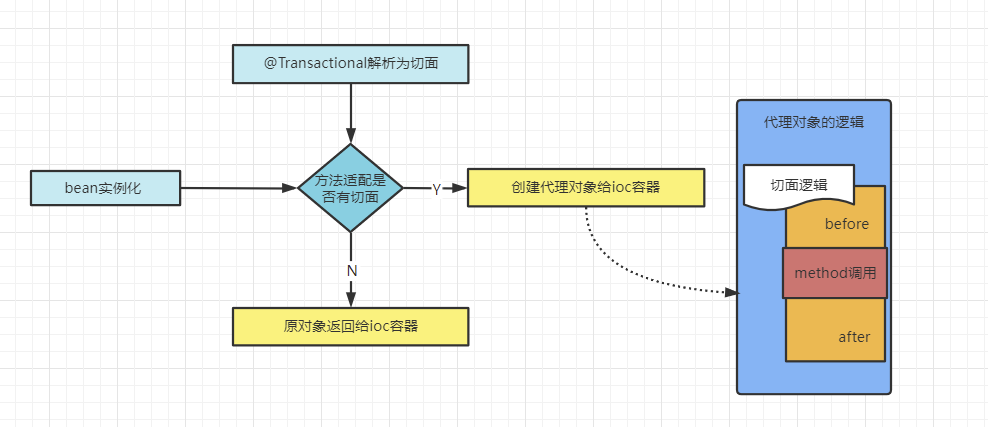 @Transactional解析为切面
代理对象的逻辑
bean实例化
方法适配是
否有切面
Y
创建代理对象给ioc容器
切面逻辑
before
N
method调用
原对象返回给ioc容器
after